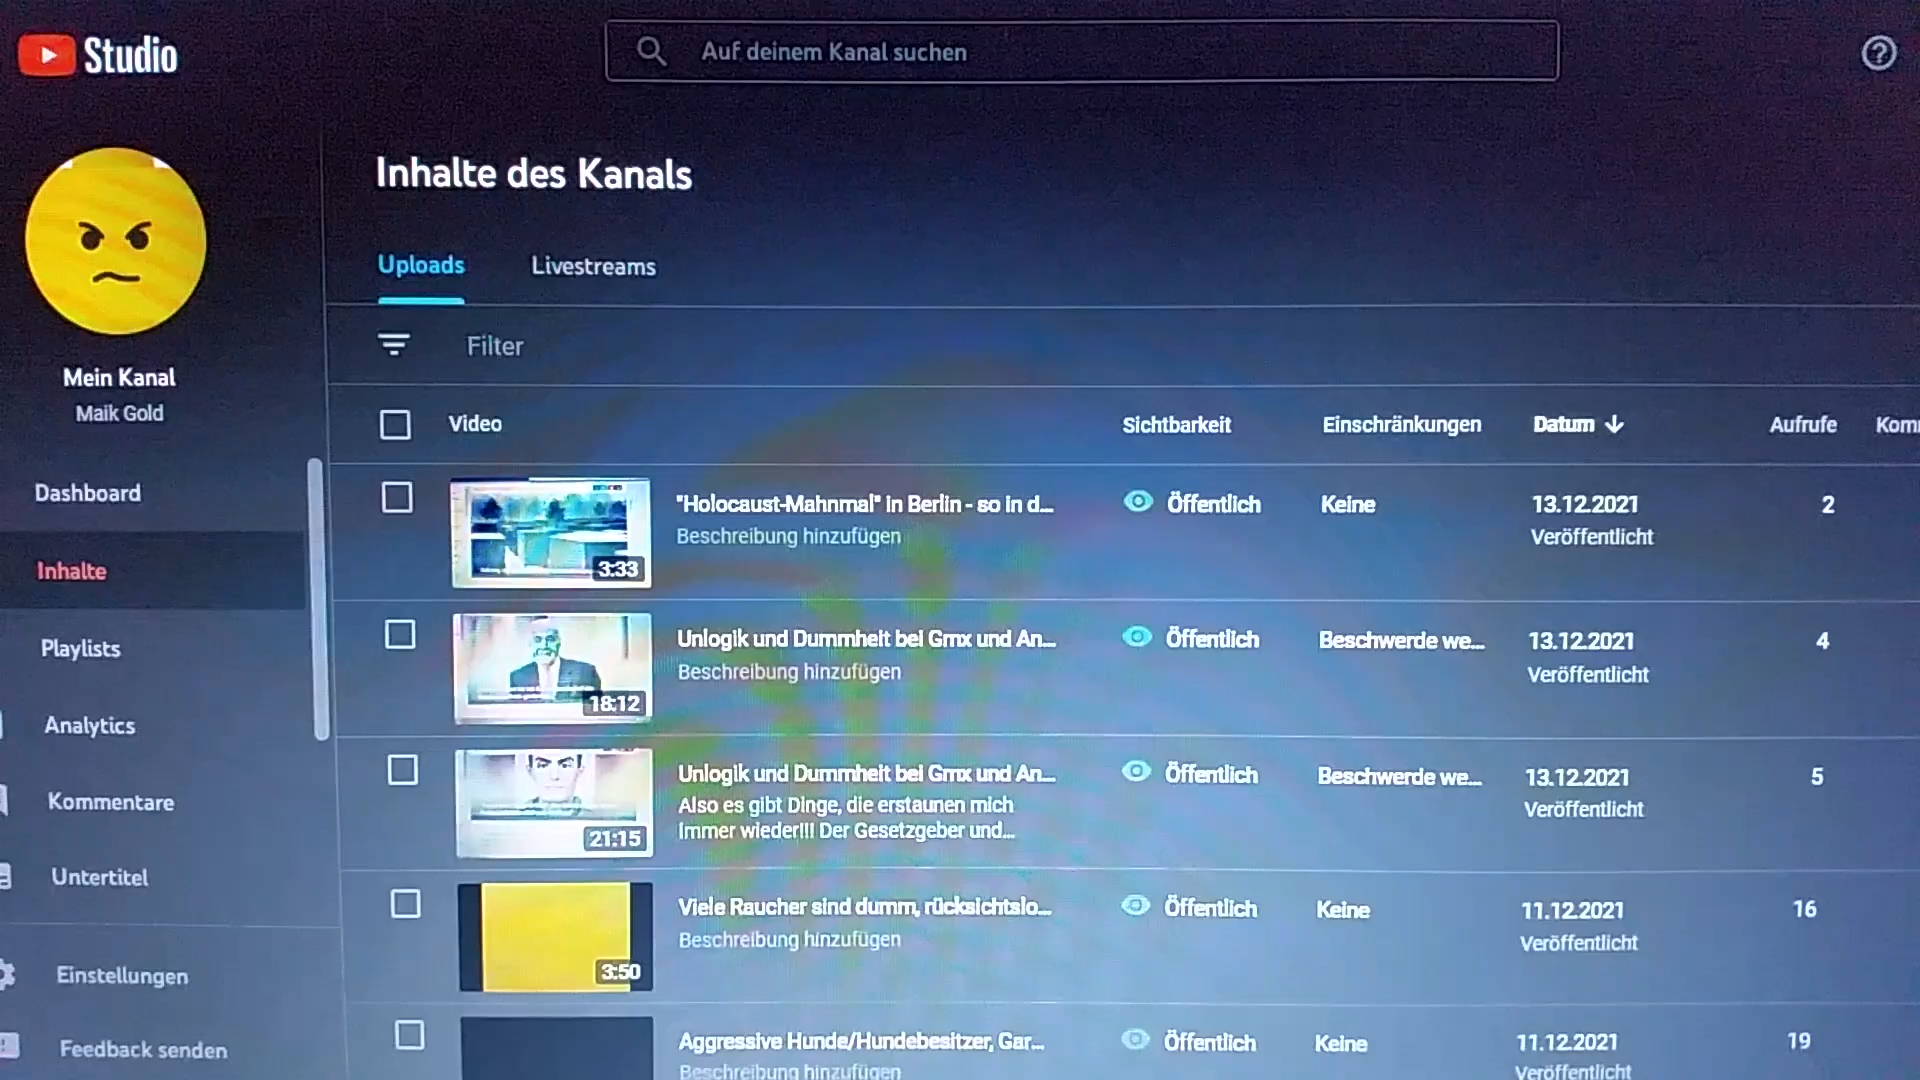 Studio
Auf deinem Kanal suchen
Inhalte des Kanals
Uploads
Livestreams
Filter
Mein Kanal
Maik Gold
Dashboard
Inhalte
Playlists
Analytics
Kommentare
Untertitel
Einstellungen
Feedback senden
Video
Sichtbarkeit
Einschränkungen
Datum
Aufrufe
Kom
"Holocaust-Mahnmal" in Berlin - so in d...
Beschreibung hinzufügen
3:33
Öffentlich
Keine
13.12.2021
Veröffentlicht
2
Unlogik und Dummheit bei Gmx und An...
Beschreibung hinzufügen
18:12
Öffentlich
Beschwerde we...
13.12.2021
Veröffentlicht
4
Unlogik und Dummheit bei Gmx und An...
Also es gibt Dinge, die erstaunen mich
immer wieder!!! Der Gesetzgeber und...
21:15
Öffentlich
Beschwerde we...
13.12.2021
Veröffentlicht
5
Viele Raucher sind dumm, rücksichtslo...
Beschreibung hinzufügen
3:50
Öffentlich
Keine
11.12.2021
Veröffentlicht
16
Aggressive Hunde/Hundebesitzer, Gar...
Beschreibung hinzufügen
Öffentlich
Keine
11.12.2021
Veröffentlicht
19